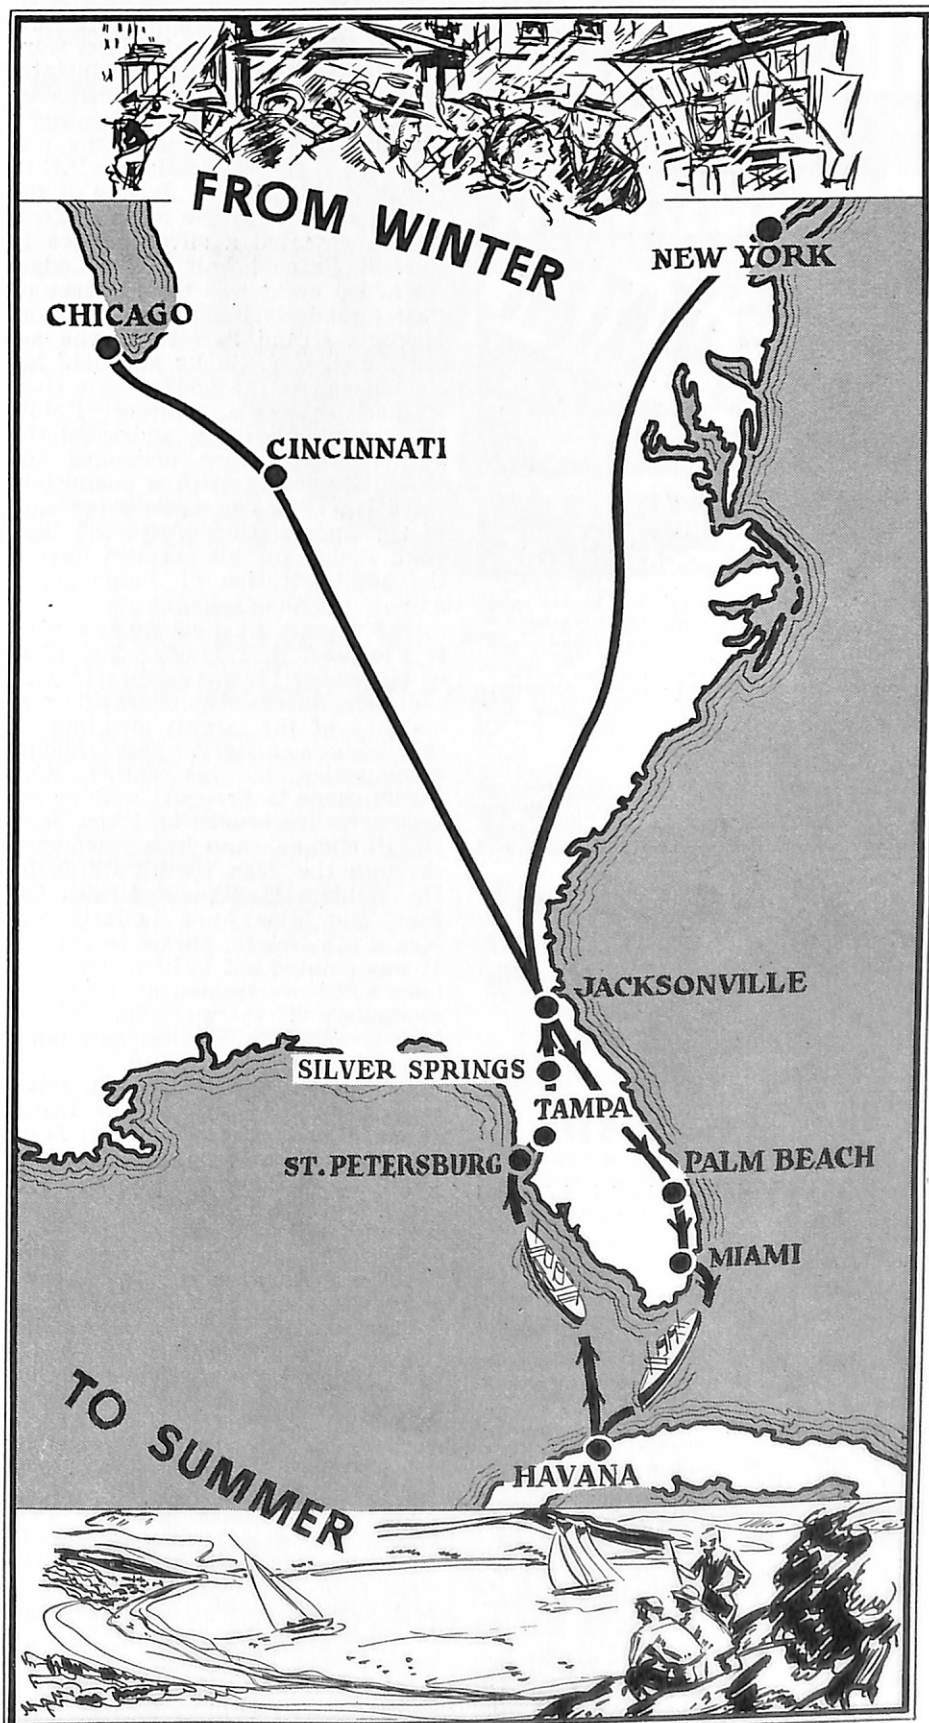 FROM WINTER
NEW YORK
CHICAGO
CINCINNATI
JACKSONVILLE
SILVER SPRINGS
TAMPA
ST. PETERSBURG
PALM BEACH
MIAMI
TO SUMMER
HAVANA